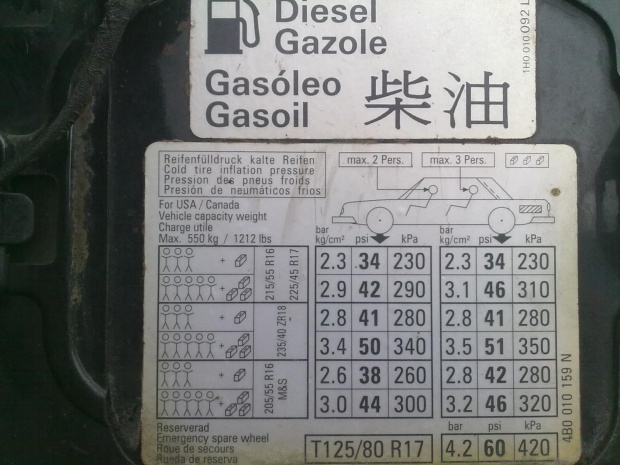 Diesel
Gazole
Gasóleo
Gasoil
柴油
1H0 010 092 L
Reifenfülldruck kalte Reifen
Cold tire inflation pressure
Pression des pneus froids
Presión de neumáticos frios
max. 2 Pers. max. 3 Pers.
For USA / Canada
Vehicle capacity weight
Charge utile
Max. 550 kg / 1212 lbs
bar psi kPa bar psi kPa
kg/cm² kg/cm²
215/55 R16
225/45 R17
+ 2.3 34 230 2.3 34 230
+ 2.9 42 290 3.1 46 310
235/40 ZR18
+ 2.8 41 280 2.8 41 280
+ 3.4 50 340 3.5 51 350
205/55 R16
M&S
+ 2.6 38 260 2.8 42 280
+ 3.0 44 300 3.2 46 320
Reserverad
Emergency spare wheel
Roue de secours
Rueda de reserva
T125/80 R17
bar psi kPa
4.2 60 420
4B0 010 159 N